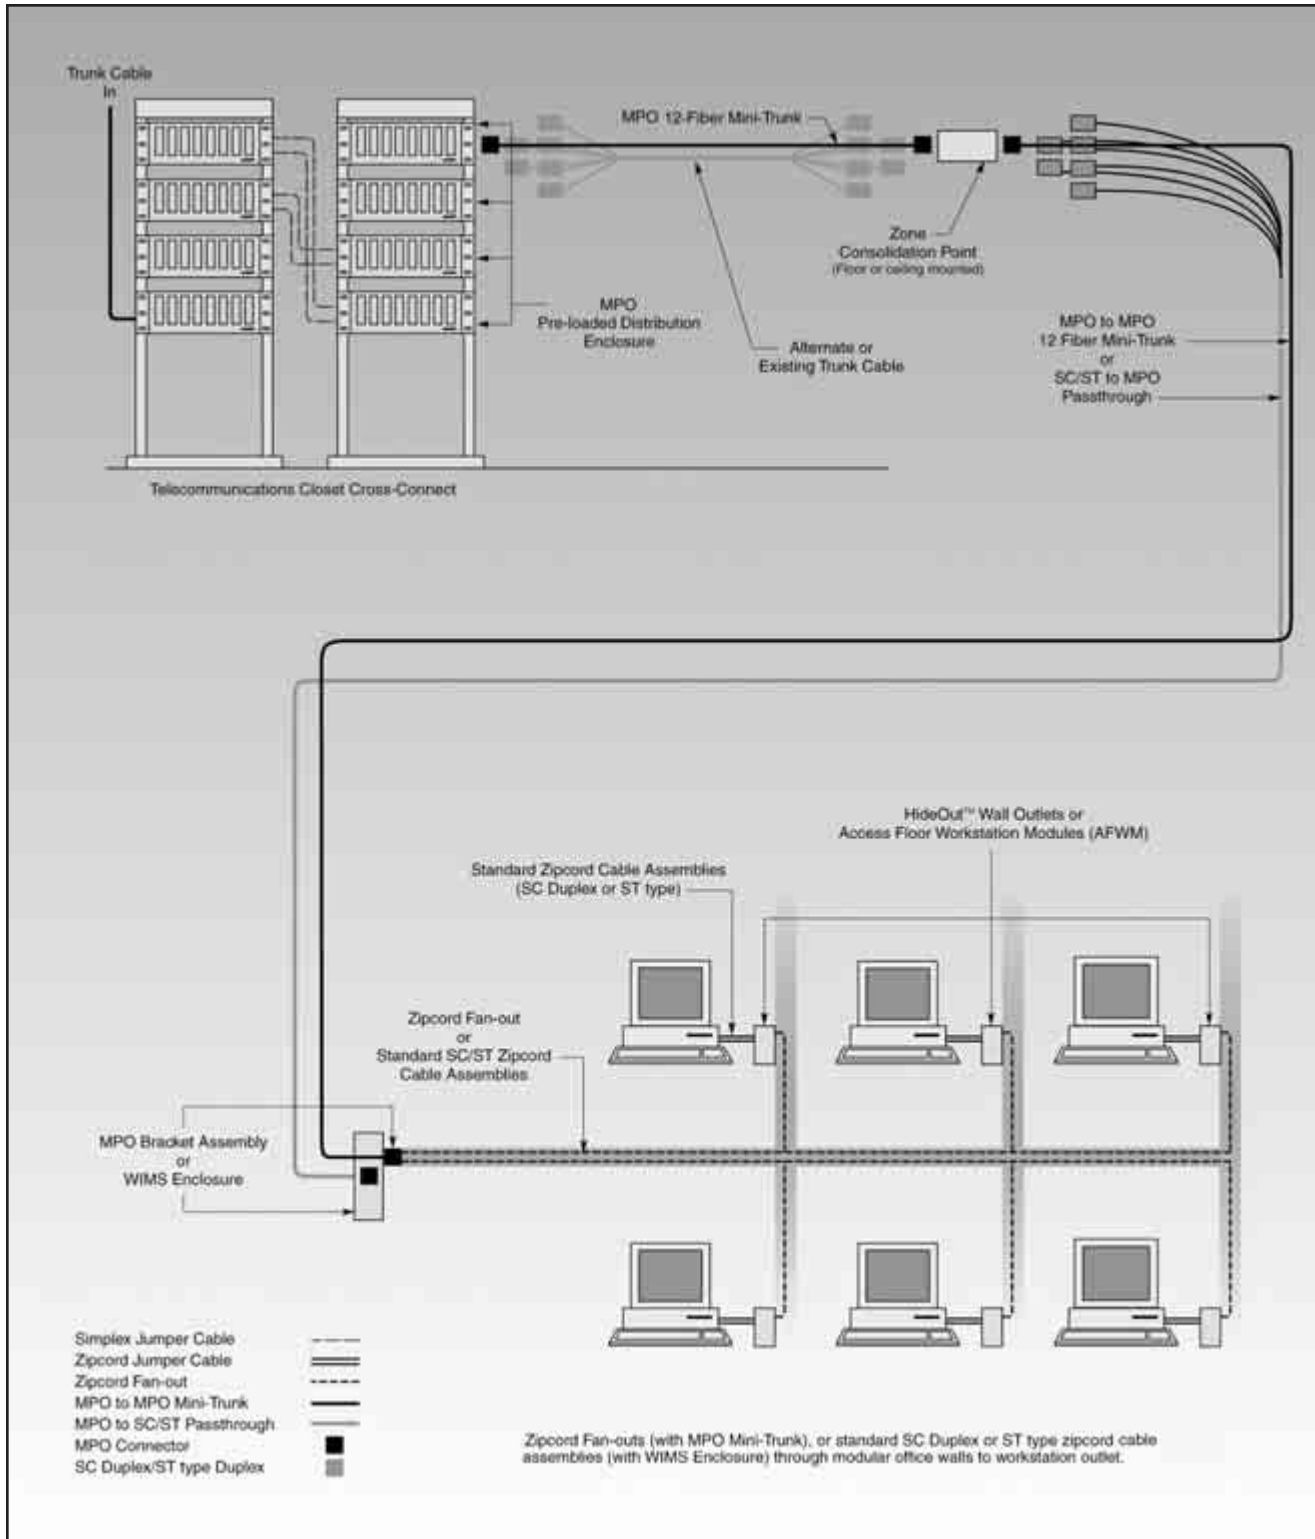 Trunk Cable
In
MPO 12-Fiber Mini-Trunk
Zone
Consolidation Point
(Floor or ceiling mounted)
MPO
Pre-loaded Distribution
Enclosure
Alternate or
Existing Trunk Cable
MPO to MPO
12 Fiber Mini-Trunk
or
SC/ST to MPO
Passthrough
Telecommunications Closet Cross-Connect
HideOut™ Wall Outlets or
Access Floor Workstation Modules (AFWM)
Standard Zipcord Cable Assemblies
(SC Duplex or ST type)
Zipcord Fan-out
or
Standard SC/ST Zipcord
Cable Assemblies
MPO Bracket Assembly
or
WIMS Enclosure
Simplex Jumper Cable
Zipcord Jumper Cable
Zipcord Fan-out
MPO to MPO Mini-Trunk
MPO to SC/ST Passthrough
MPO Connector
SC Duplex/ST type Duplex
Zipcord Fan-outs (with MPO Mini-Trunk), or standard SC Duplex or ST type zipcord cable
assemblies (with WIMS Enclosure) through modular office walls to workstation outlet.